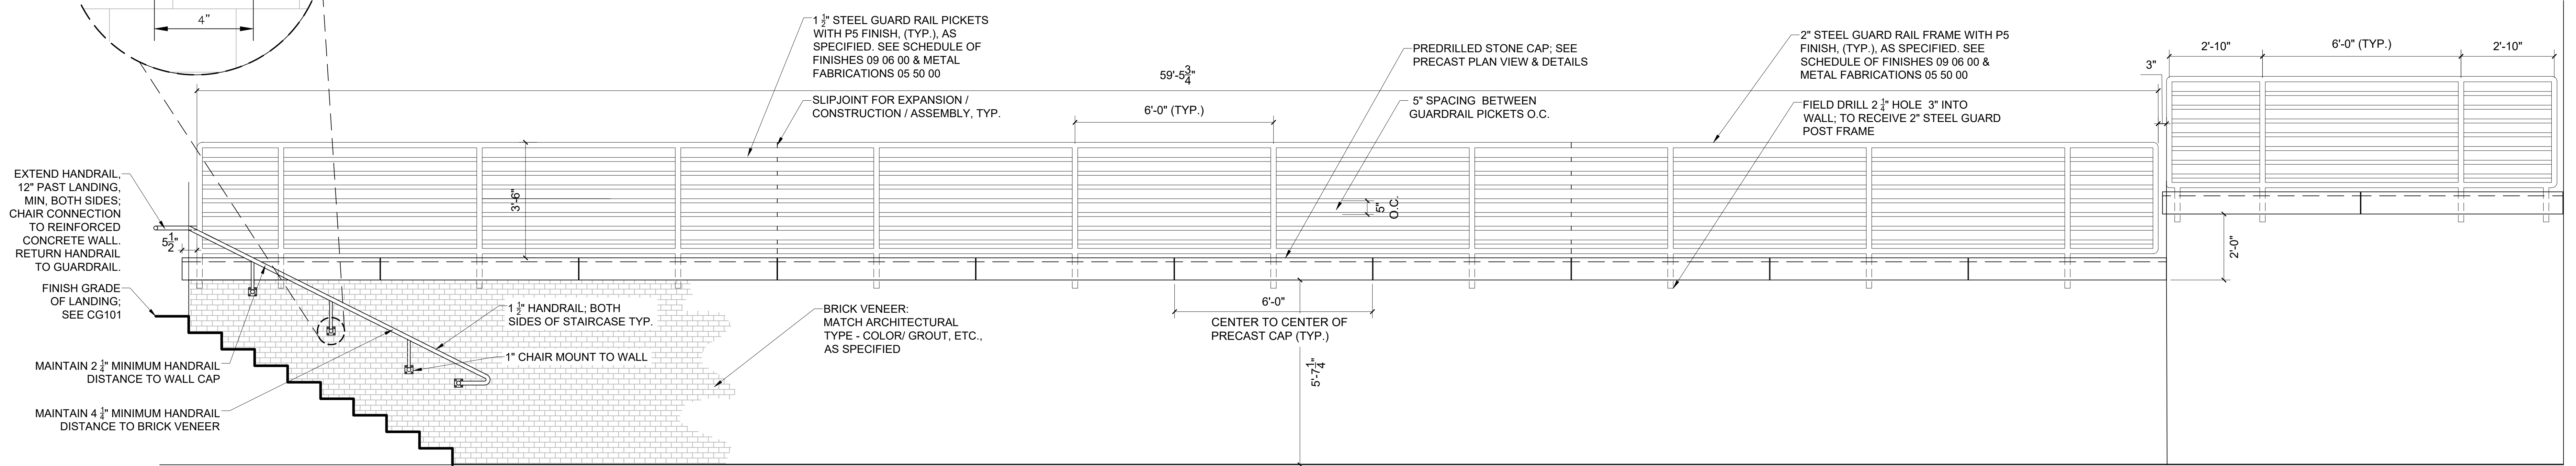 4"
1 1/2" STEEL GUARD RAIL PICKETS
WITH P5 FINISH, (TYP.), AS
SPECIFIED. SEE SCHEDULE OF
FINISHES 09 06 00 & METAL
FABRICATIONS 05 50 00
SLIPJOINT FOR EXPANSION /
CONSTRUCTION / ASSEMBLY, TYP.
59'-5 3/4"
6'-0" (TYP.)
PREDRILLED STONE CAP; SEE
PRECAST PLAN VIEW & DETAILS
5" SPACING BETWEEN
GUARDRAIL PICKETS O.C.
2" STEEL GUARD RAIL FRAME WITH P5
FINISH, (TYP.), AS SPECIFIED. SEE
SCHEDULE OF FINISHES 09 06 00 &
METAL FABRICATIONS 05 50 00
FIELD DRILL 2 1/4" HOLE 3" INTO
WALL; TO RECEIVE 2" STEEL GUARD
POST FRAME
3"
2'-10"
6'-0" (TYP.)
2'-10"
EXTEND HANDRAIL,
12" PAST LANDING,
MIN, BOTH SIDES;
CHAIR CONNECTION
TO REINFORCED
CONCRETE WALL.
RETURN HANDRAIL
TO GUARDRAIL.
5 1/2"
FINISH GRADE
OF LANDING;
SEE CG101
MAINTAIN 2 1/4" MINIMUM HANDRAIL
DISTANCE TO WALL CAP
MAINTAIN 4 1/4" MINIMUM HANDRAIL
DISTANCE TO BRICK VENEER
3'-6"
1 1/2" HANDRAIL; BOTH
SIDES OF STAIRCASE TYP.
1" CHAIR MOUNT TO WALL
BRICK VENEER:
MATCH ARCHITECTURAL
TYPE - COLOR/ GROUT, ETC.,
AS SPECIFIED
5"
O.C.
6'-0"
CENTER TO CENTER OF
PRECAST CAP (TYP.)
5'-7 1/4"
2'-0"